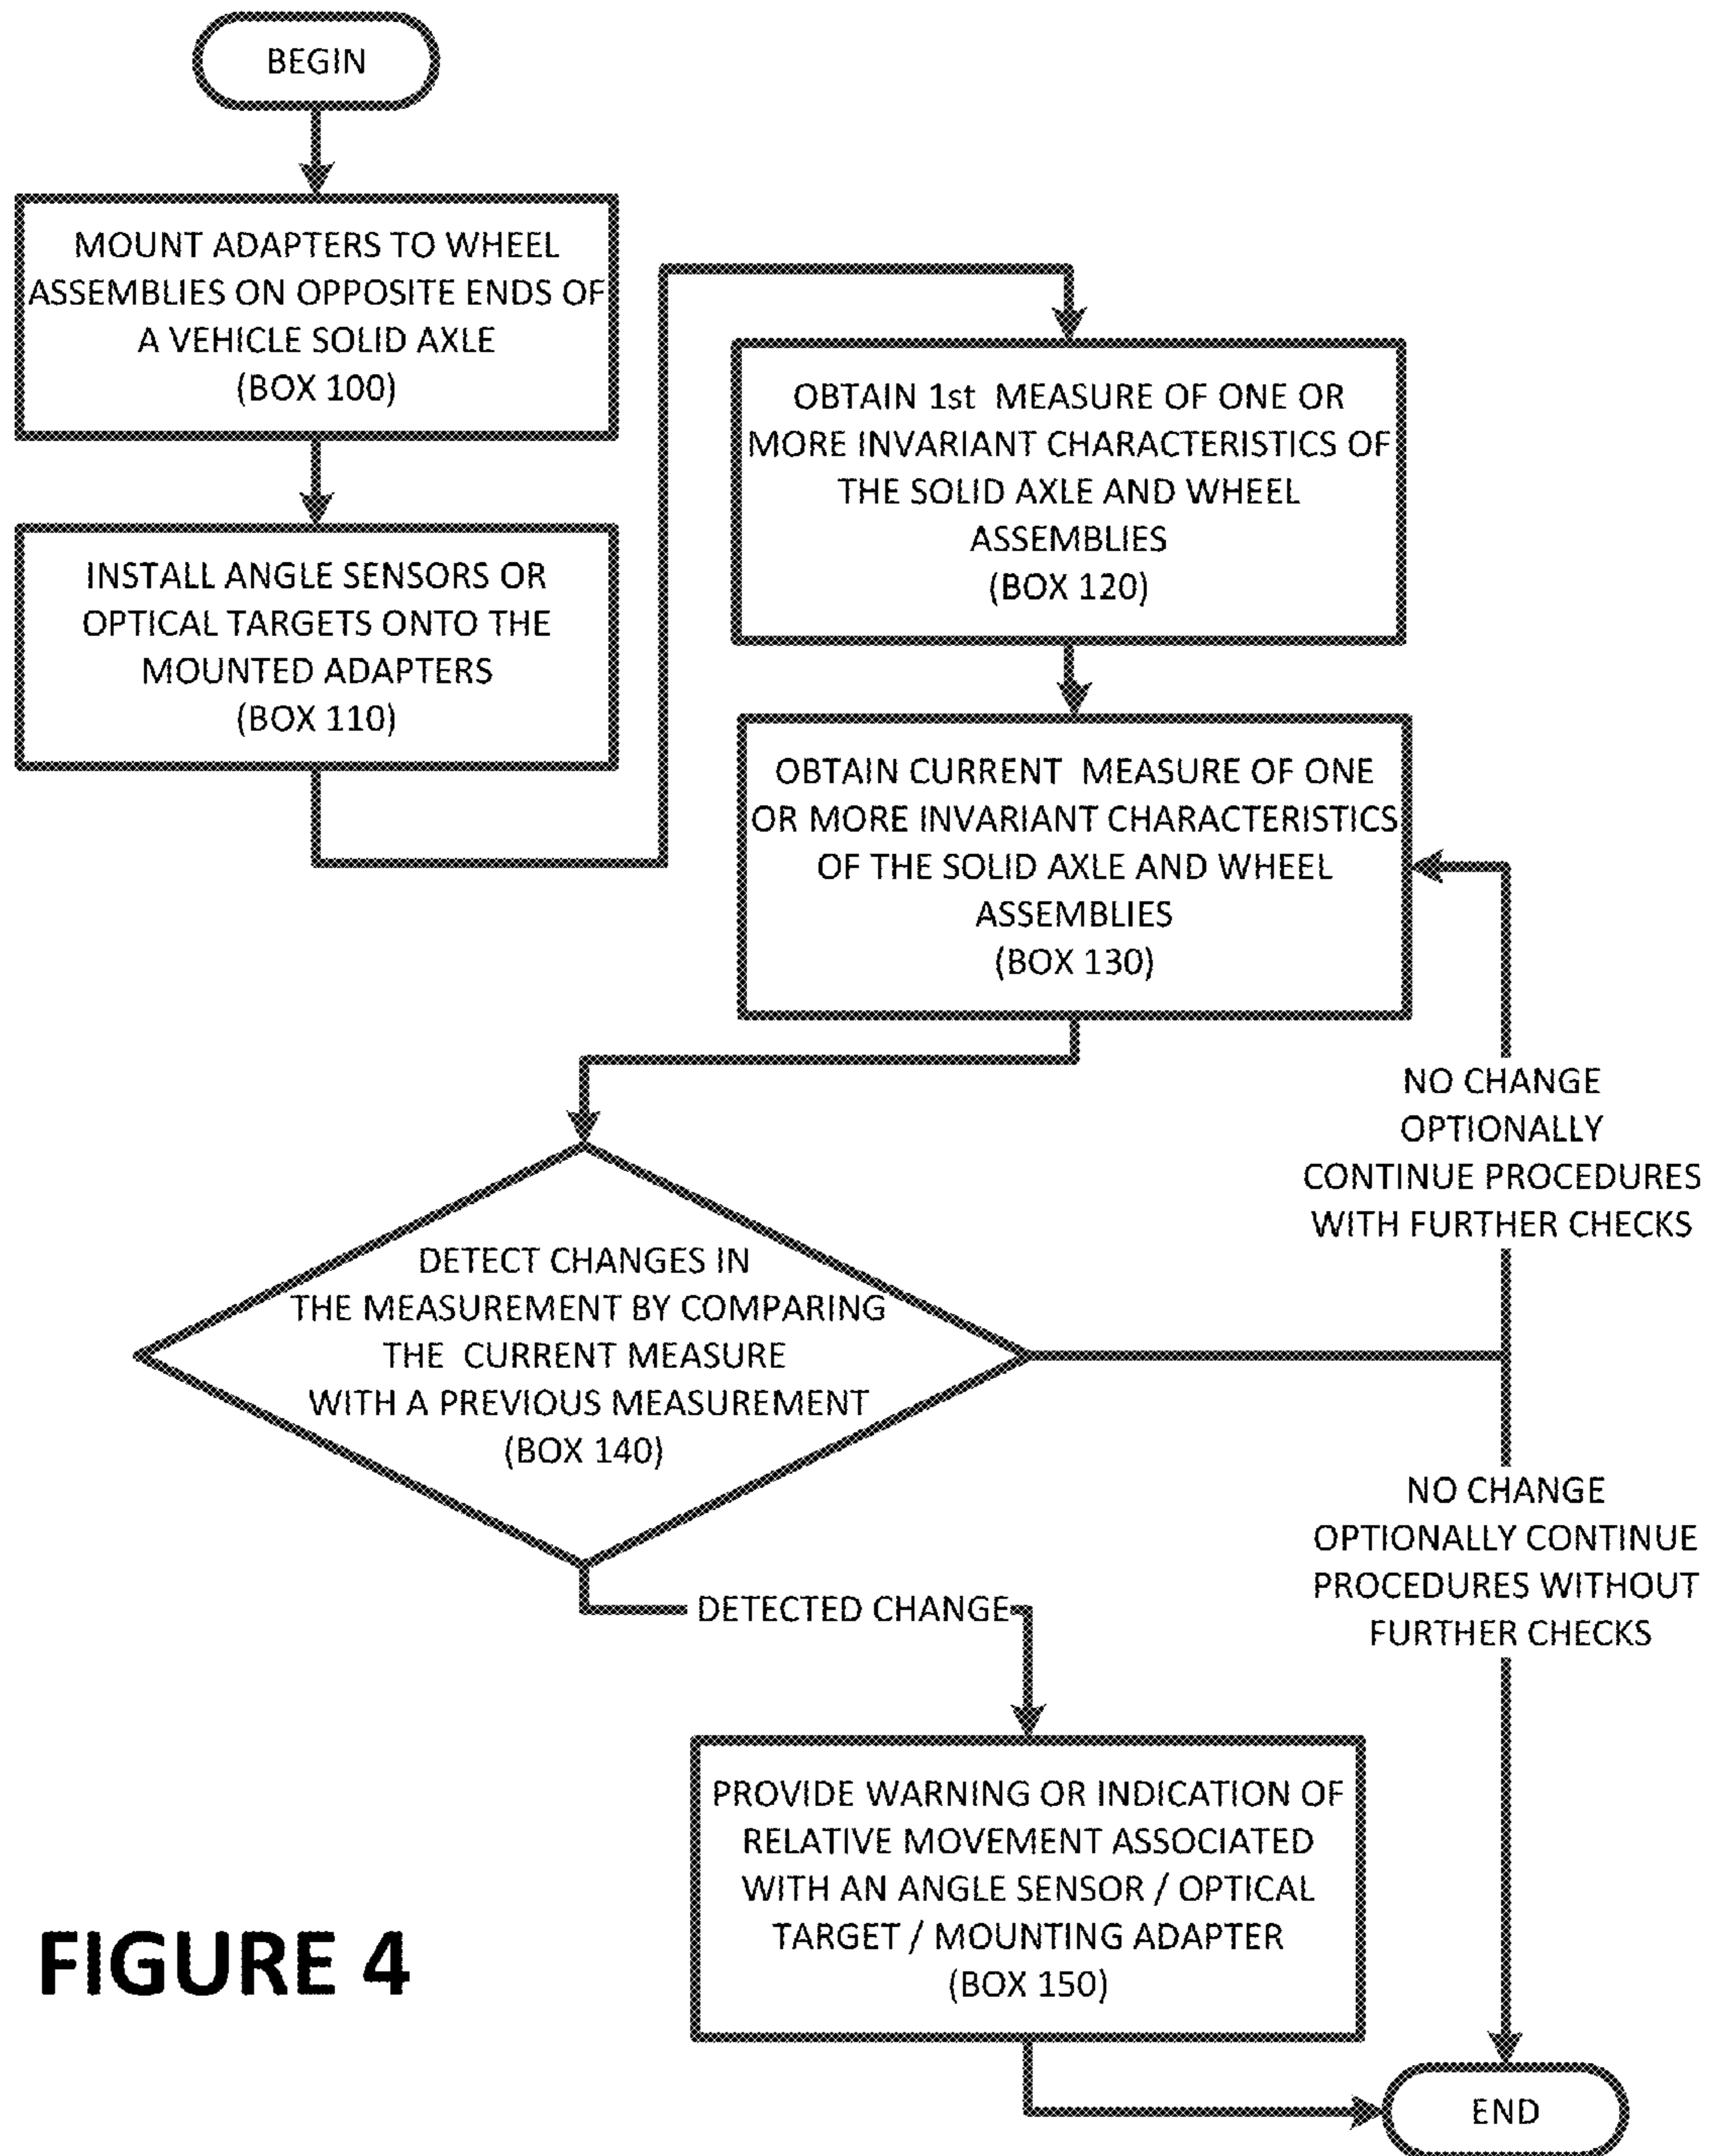 BEGIN
MOUNT ADAPTERS TO WHEEL
ASSEMBLIES ON OPPOSITE ENDS OF
A VEHICLE SOLID AXLE
(BOX 100)
INSTALL ANGLE SENSORS OR
OPTICAL TARGETS ONTO THE
MOUNTED ADAPTERS
(BOX 110)
OBTAIN 1st MEASURE OF ONE OR
MORE INVARIANT CHARACTERISTICS OF
THE SOLID AXLE AND WHEEL
ASSEMBLIES
(BOX 120)
OBTAIN CURRENT MEASURE OF ONE
OR MORE INVARIANT CHARACTERISTICS
OF THE SOLID AXLE AND WHEEL
ASSEMBLIES
(BOX 130)
NO CHANGE
OPTIONALLY
CONTINUE PROCEDURES
WITH FURTHER CHECKS
DETECT CHANGES IN
THE MEASUREMENT BY COMPARING
THE CURRENT MEASURE
WITH A PREVIOUS MEASUREMENT
(BOX 140)
NO CHANGE
OPTIONALLY CONTINUE
PROCEDURES WITHOUT
FURTHER CHECKS
DETECTED CHANGE
PROVIDE WARNING OR INDICATION OF
RELATIVE MOVEMENT ASSOCIATED
WITH AN ANGLE SENSOR / OPTICAL
TARGET / MOUNTING ADAPTER
(BOX 150)
END
FIGURE 4